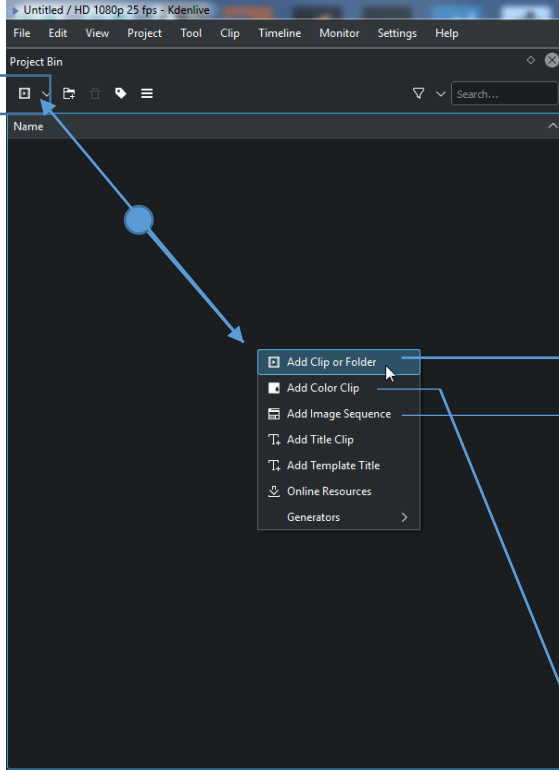 Untitled / HD 1080p 25 fps - Kdenlive
File Edit View Project Tool Clip Timeline Monitor Settings Help
Project Bin
Search...
Name
Add Clip or Folder
Add Color Clip
Add Image Sequence
Add Title Clip
Add Template Title
Online Resources
Generators